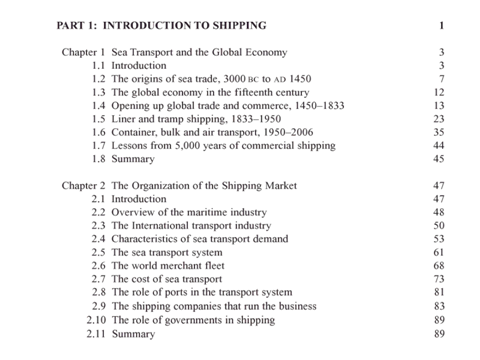 PART 1: INTRODUCTION TO SHIPPING 1
Chapter 1 Sea Transport and the Global Economy 3
1.1 Introduction 3
1.2 The origins of sea trade, 3000 BC to AD 1450 7
1.3 The global economy in the fifteenth century 12
1.4 Opening up global trade and commerce, 1450–1833 13
1.5 Liner and tramp shipping, 1833–1950 23
1.6 Container, bulk and air transport, 1950–2006 35
1.7 Lessons from 5,000 years of commercial shipping 44
1.8 Summary 45
Chapter 2 The Organization of the Shipping Market 47
2.1 Introduction 47
2.2 Overview of the maritime industry 48
2.3 The International transport industry 50
2.4 Characteristics of sea transport demand 53
2.5 The sea transport system 61
2.6 The world merchant fleet 68
2.7 The cost of sea transport 73
2.8 The role of ports in the transport system 81
2.9 The shipping companies that run the business 83
2.10 The role of governments in shipping 89
2.11 Summary 89